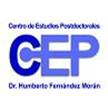 Centro de Estudios Postdoctorales
CEP
Dr. Humberto Fernández Morán